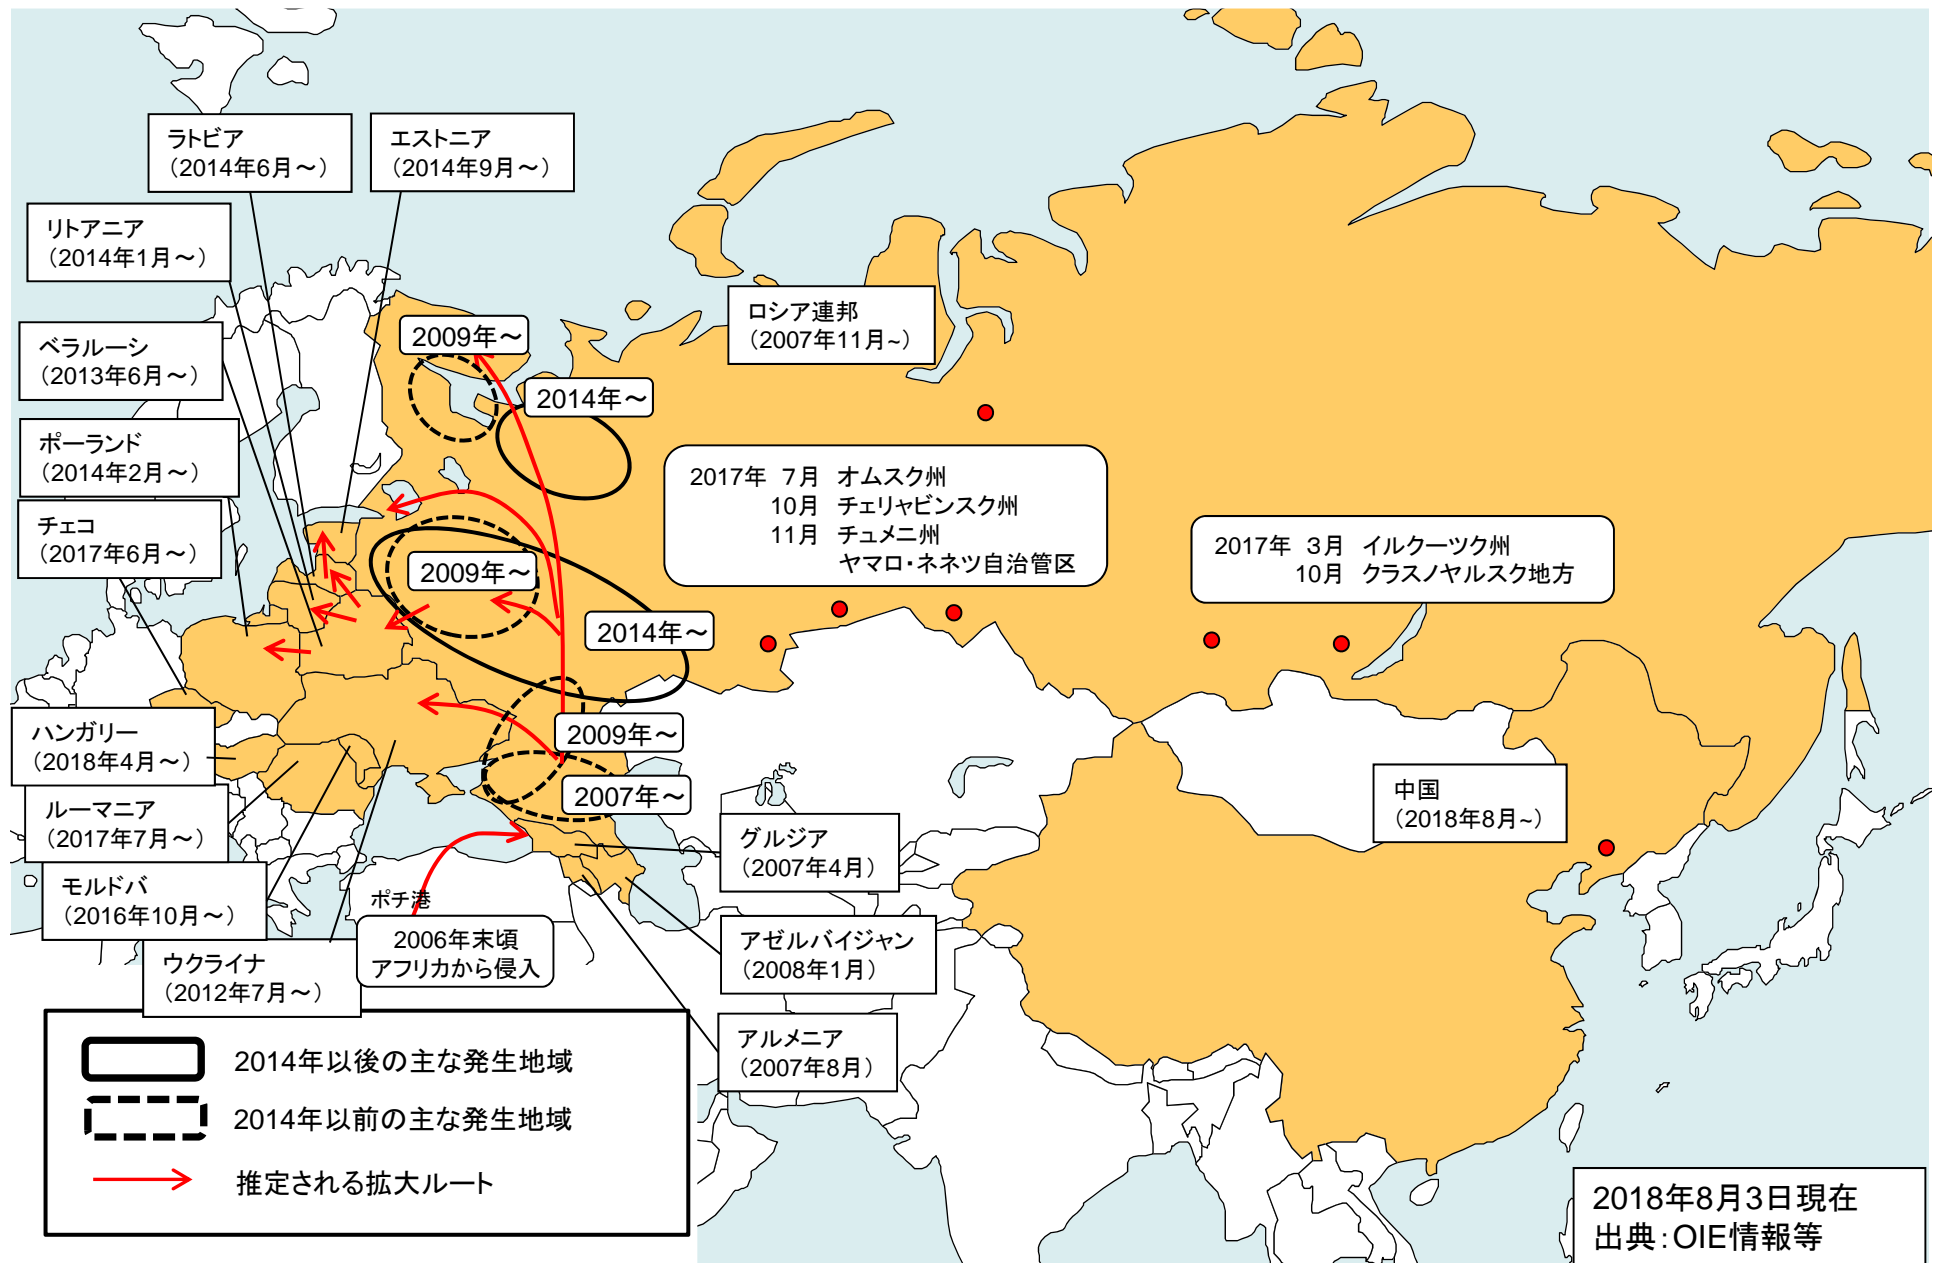 ラトビア
（2014年6月～）
エストニア
（2014年9月～）
リトアニア
（2014年1月～）
ベラルーシ
（2013年6月～）
ポーランド
（2014年2月～）
チェコ
（2017年6月～）
ハンガリー
（2018年4月～）
ルーマニア
（2017年7月～）
モルドバ
（2016年10月～）
ウクライナ
（2012年7月～）
ロシア連邦
（2007年11月~）
2009年～
2014年～
2009年～
2014年～
2009年～
2007年～
2017年 7月 オムスク州
10月 チェリャビンスク州
11月 チュメニ州
ヤマロ・ネネツ自治管区
2017年 3月 イルクーツク州
10月 クラスノヤルスク地方
中国
（2018年8月~）
グルジア
（2007年4月）
アゼルバイジャン
（2008年1月）
アルメニア
（2007年8月）
ポチ港
2006年末頃
アフリカから侵入
2014年以後の主な発生地域
2014年以前の主な発生地域
推定される拡大ルート
2018年8月3日現在
出典：OIE情報等